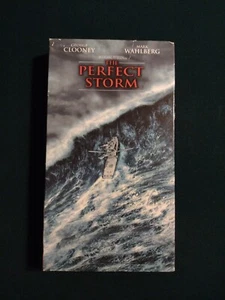 GEORGE CLOONEY MARK WAHLBERG
THE
PERFECT
STORM